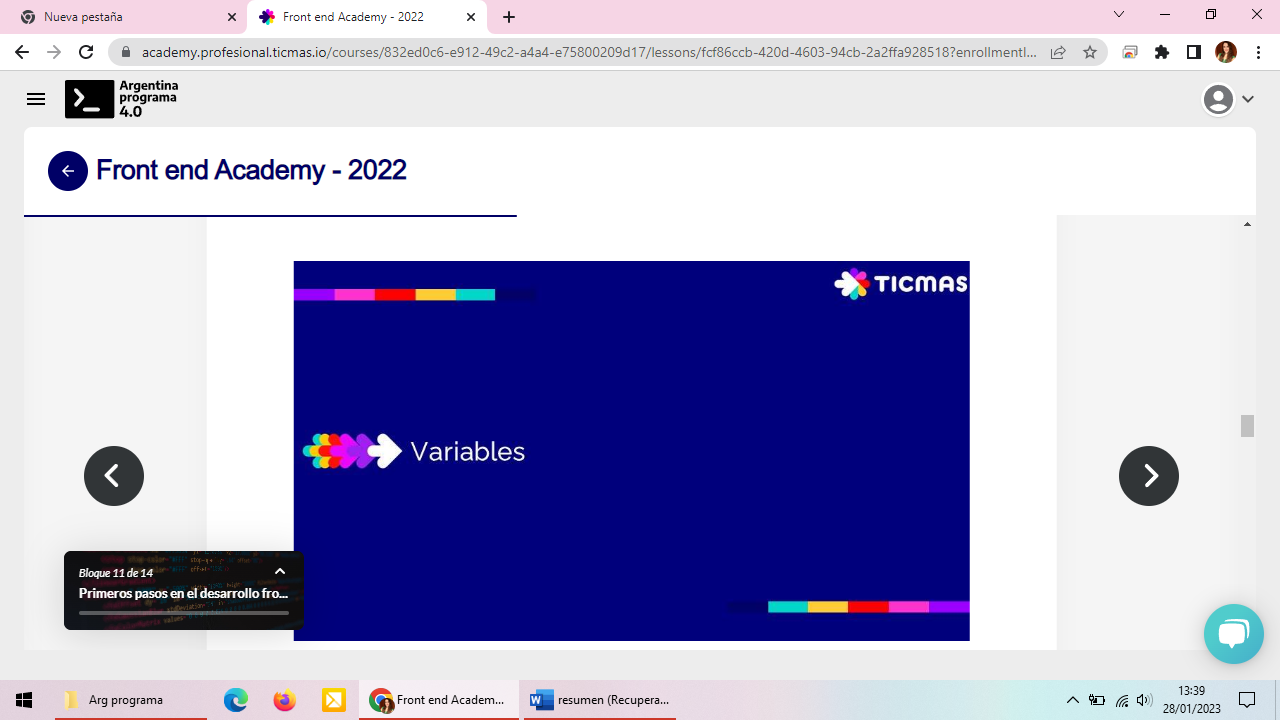 Nueva pestaña
Front end Academy - 2022
academy.profesional.ticmas.io/courses/832ed0c6-e912-49c2-a4a4-e75800209d17/lessons/fcf6f6ccb-420d-4603-94cb-2a2ffa928518?enrollmentI...
Argentina
programa
4.0
Front end Academy - 2022
TICMAS
Variables
Bloque 11 de 14
Primeros pasos en el desarrollo fro...
Arg programa
Front end Academ...
resumen (Recupera...
13:39
28/01/2023